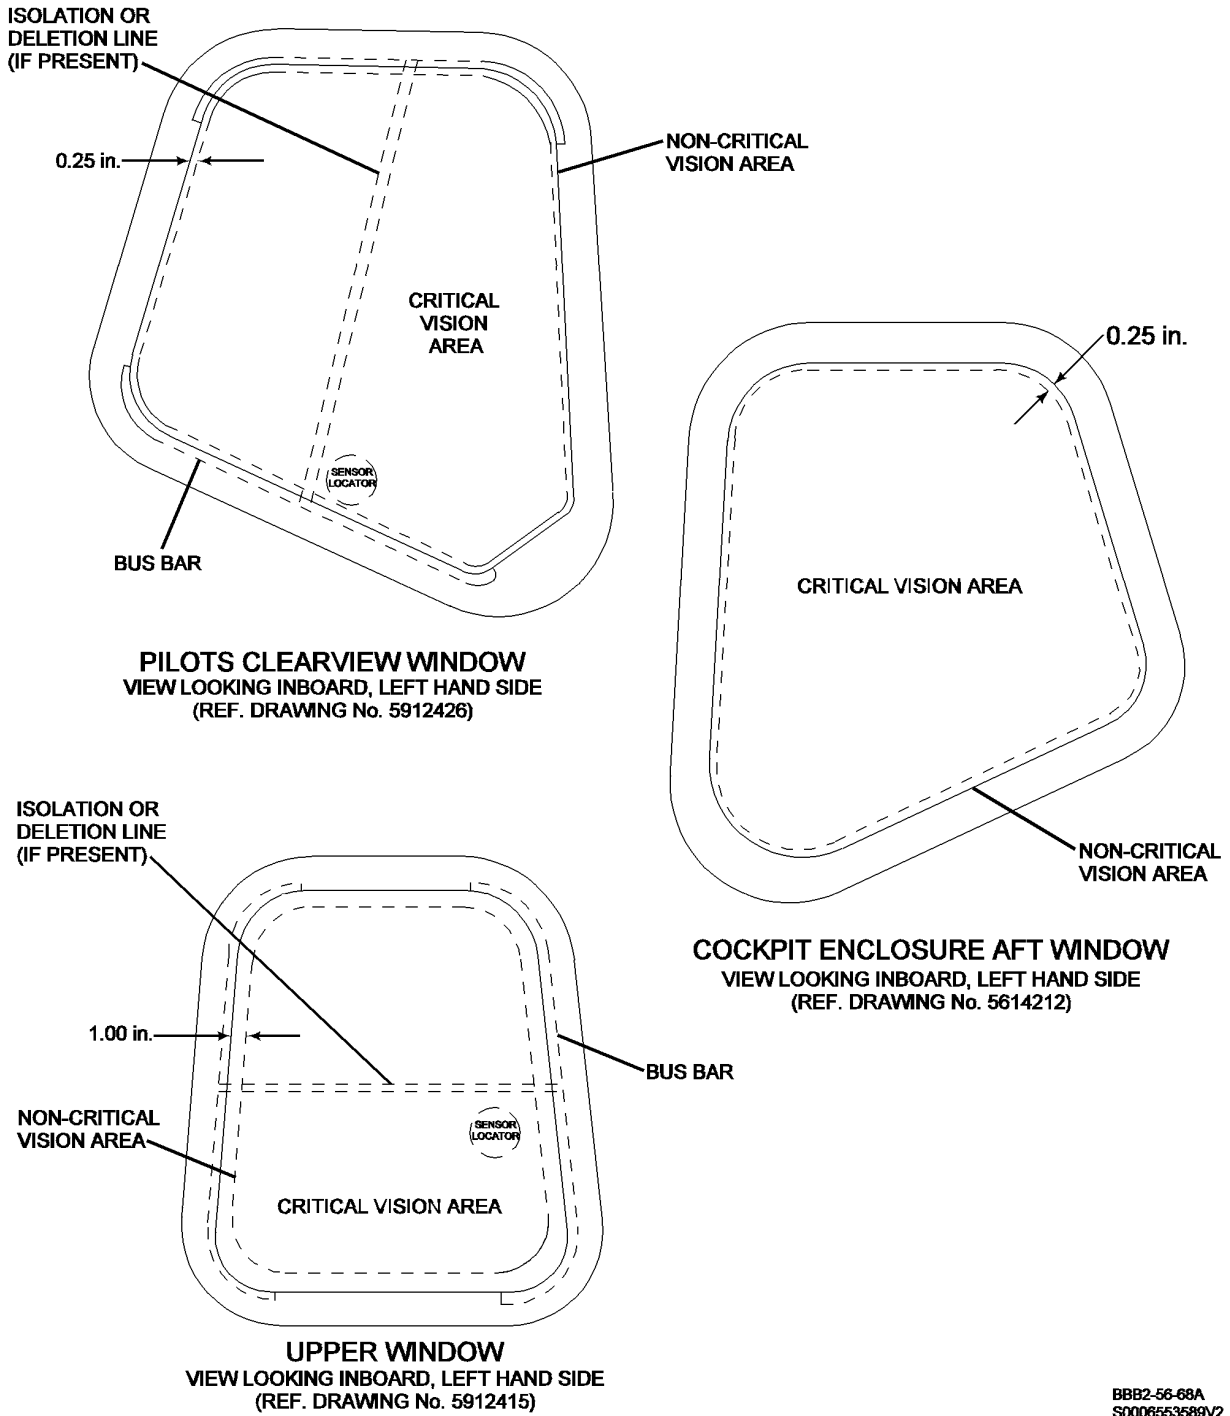 ISOLATION OR
DELETION LINE
(IF PRESENT)
0.25 in.
NON-CRITICAL
VISION AREA
CRITICAL
VISION
AREA
SENSOR
LOCATOR
BUS BAR
PILOTS CLEARVIEW WINDOW
VIEW LOOKING INBOARD, LEFT HAND SIDE
(REF. DRAWING No. 5912426)
0.25 in.
CRITICAL VISION AREA
NON-CRITICAL
VISION AREA
COCKPIT ENCLOSURE AFT WINDOW
VIEW LOOKING INBOARD, LEFT HAND SIDE
(REF. DRAWING No. 5614212)
ISOLATION OR
DELETION LINE
(IF PRESENT)
1.00 in.
BUS BAR
NON-CRITICAL
VISION AREA
SENSOR
LOCATOR
CRITICAL VISION AREA
UPPER WINDOW
VIEW LOOKING INBOARD, LEFT HAND SIDE
(REF. DRAWING No. 5912415)
BBB2-56-68A
S0006553589V2